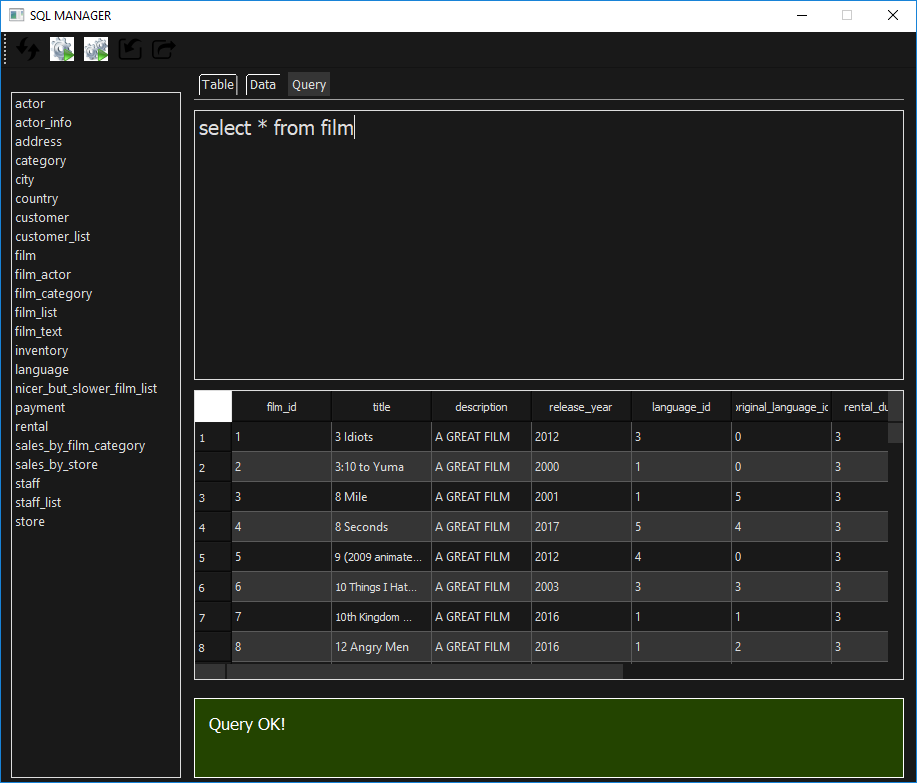 SQL MANAGER
Table Data Query
actor
actor_info
address
category
city
country
customer
customer_list
film
film_actor
film_category
film_list
film_text
inventory
language
nicer_but_slower_film_list
payment
rental
sales_by_film_category
sales_by_store
staff
staff_list
store
select * from film
film_id title description release_year language_id original_language_id rental_du
1 1 3 Idiots A GREAT FILM 2012 3 0 3
2 2 3:10 to Yuma A GREAT FILM 2000 1 0 3
3 3 8 Mile A GREAT FILM 2001 1 5 3
4 4 8 Seconds A GREAT FILM 2017 5 4 3
5 5 9 (2009 animate... A GREAT FILM 2012 4 0 3
6 6 10 Things I Hat... A GREAT FILM 2003 3 3 3
7 7 10th Kingdom ... A GREAT FILM 2016 1 1 3
8 8 12 Angry Men A GREAT FILM 2016 1 2 3
Query OK!